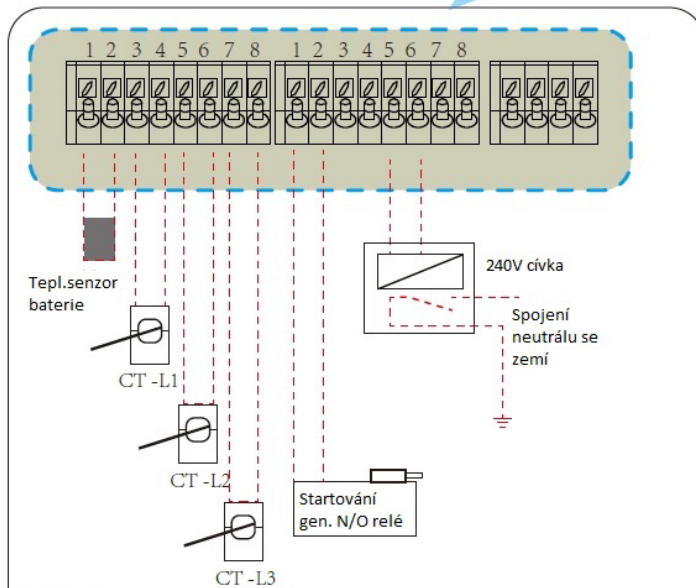 1 2 3 4 5 6 7 8 1 2 3 4 5 6 7 8
Tepl.senzor
baterie
240V cívka
Spojení
neutrálu se
zemí
CT -L1
CT -L2
Startování
gen. N/O relé
CT -L3